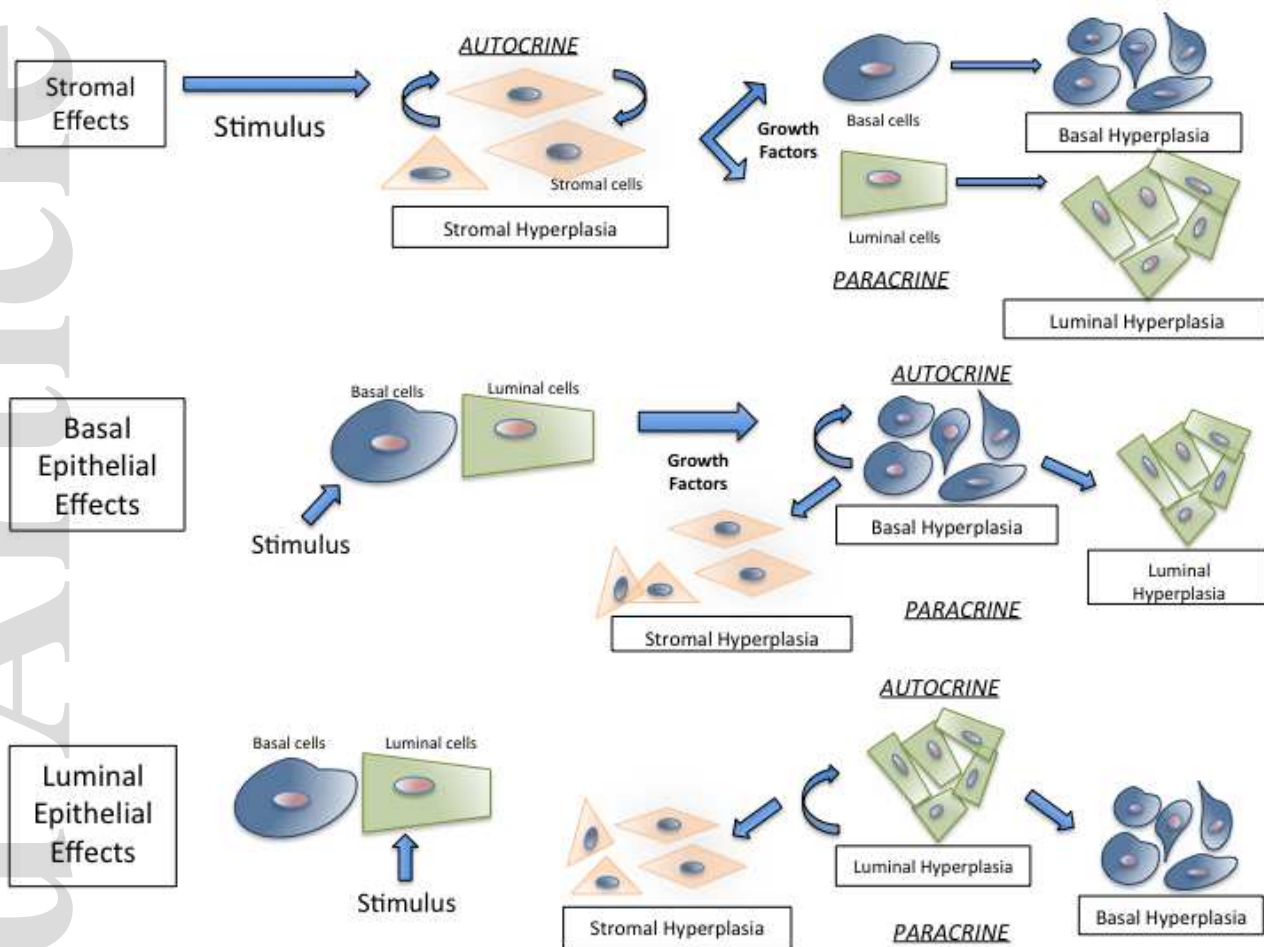 AUTOCRINE
Stromal
Effects
Stimulus
Stromal cells
Stromal Hyperplasia
Growth
Factors
Basal cells
Basal Hyperplasia
Luminal cells
PARACRINE
Luminal Hyperplasia
Basal
Epithelial
Effects
Basal cells
Luminal cells
Stimulus
Growth
Factors
AUTOCRINE
Basal Hyperplasia
Luminal
Hyperplasia
Stromal Hyperplasia
PARACRINE
Luminal
Epithelial
Effects
Basal cells
Luminal cells
Stimulus
AUTOCRINE
Luminal Hyperplasia
Stromal Hyperplasia
Basal Hyperplasia
PARACRINE
Article